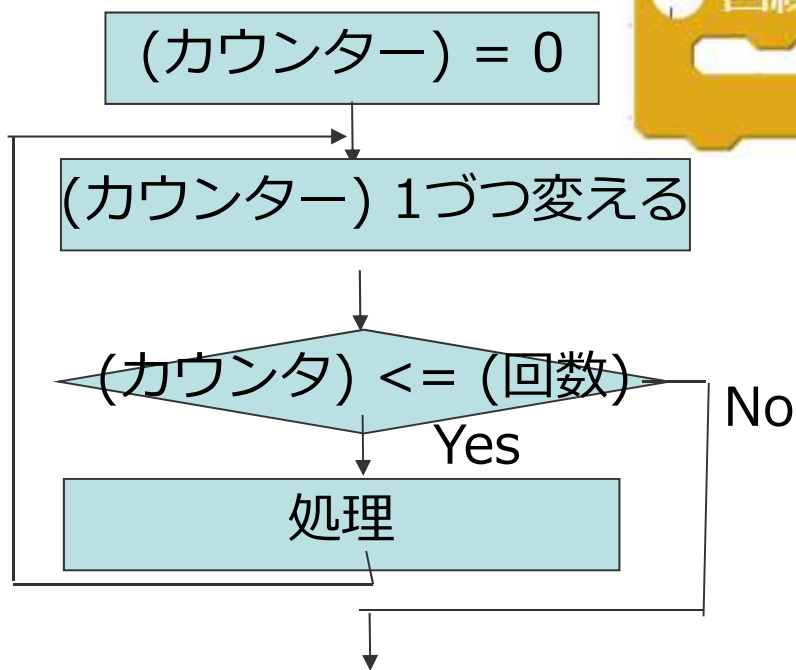 (カウンター) = 0
(カウンター) 1づつ変える
(カウンタ) <= (回数)
No
Yes
処理